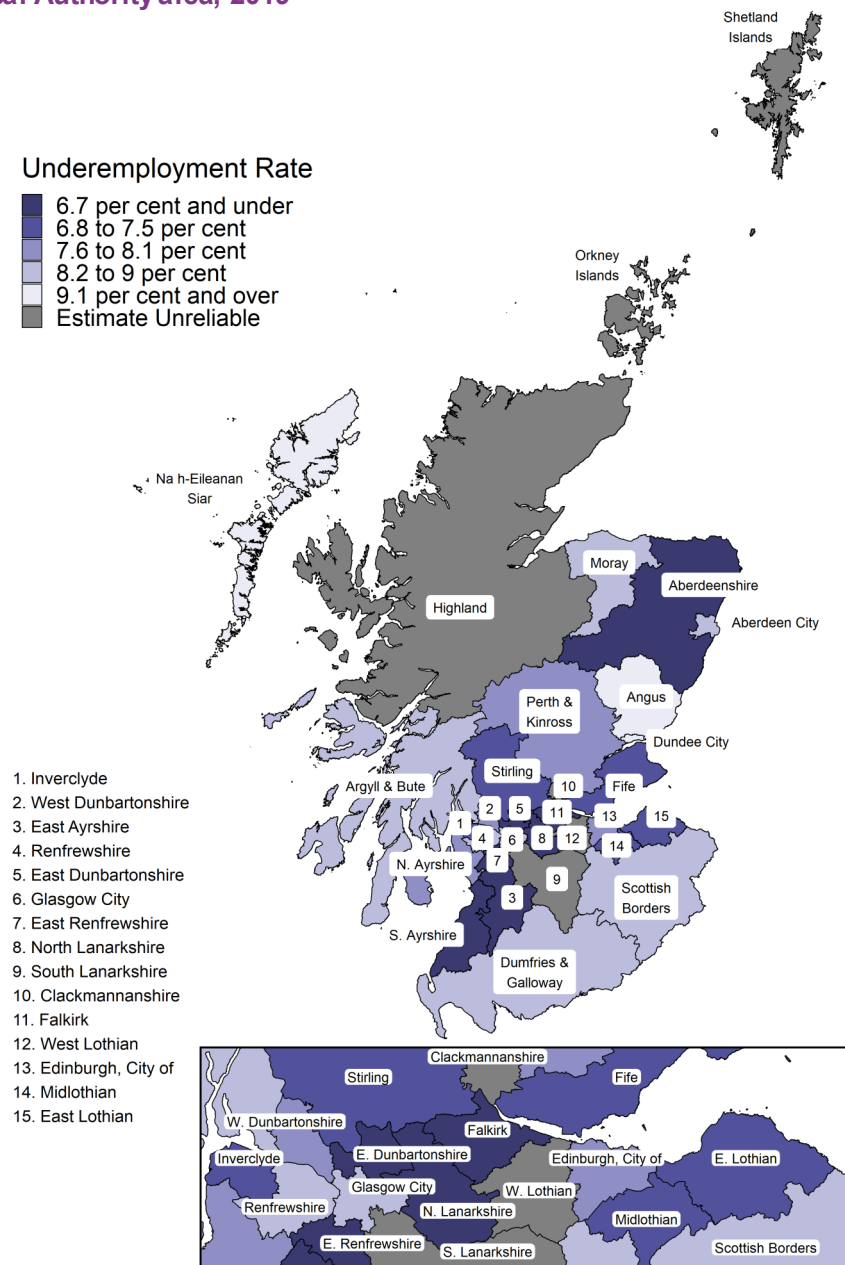 Authority area, 2019
Shetland
Islands
Underemployment Rate
6.7 per cent and under
6.8 to 7.5 per cent
7.6 to 8.1 per cent
8.2 to 9 per cent
9.1 per cent and over
Estimate Unreliable
Orkney
Islands
Na h-Eileanan
Siar
Moray
Aberdeenshire
Highland
Aberdeen City
Perth &
Kinross
Angus
Dundee City
Stirling
Argyll & Bute
10
Fife
2
5
11
13
15
1
4
6
8
12
14
7
N. Ayrshire
9
3
Scottish
Borders
S. Ayrshire
Dumfries &
Galloway
1. Inverclyde
2. West Dunbartonshire
3. East Ayrshire
4. Renfrewshire
5. East Dunbartonshire
6. Glasgow City
7. East Renfrewshire
8. North Lanarkshire
9. South Lanarkshire
10. Clackmannanshire
11. Falkirk
12. West Lothian
13. Edinburgh, City of
14. Midlothian
15. East Lothian
Clackmannanshire
Stirling
Fife
W. Dunbartonshire
Falkirk
Inverclyde
E. Dunbartonshire
Edinburgh, City of
E. Lothian
Glasgow City
W. Lothian
Renfrewshire
N. Lanarkshire
Midlothian
E. Renfrewshire
S. Lanarkshire
Scottish Borders